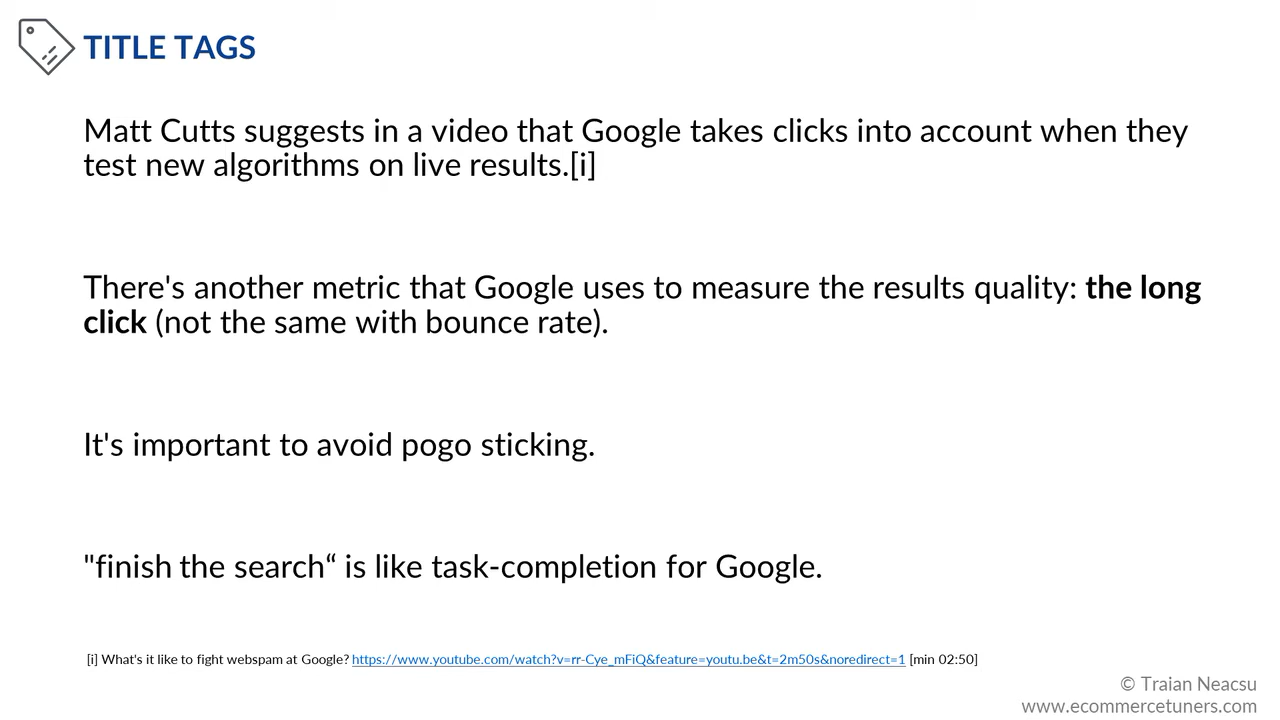 TITLE TAGS
Matt Cutts suggests in a video that Google takes clicks into account when they
test new algorithms on live results.[i]
There's another metric that Google uses to measure the results quality: the long
click (not the same with bounce rate).
It's important to avoid pogo sticking.
"finish the search“ is like task-completion for Google.
[i] What's it like to fight webspam at Google? https://www.youtube.com/watch?v=rr-Cye_mFiQ&feature=youtu.be&t=2m50s&noredirect=1 [min 02:50]
© Traian Neacsu
www.ecommercetuners.com